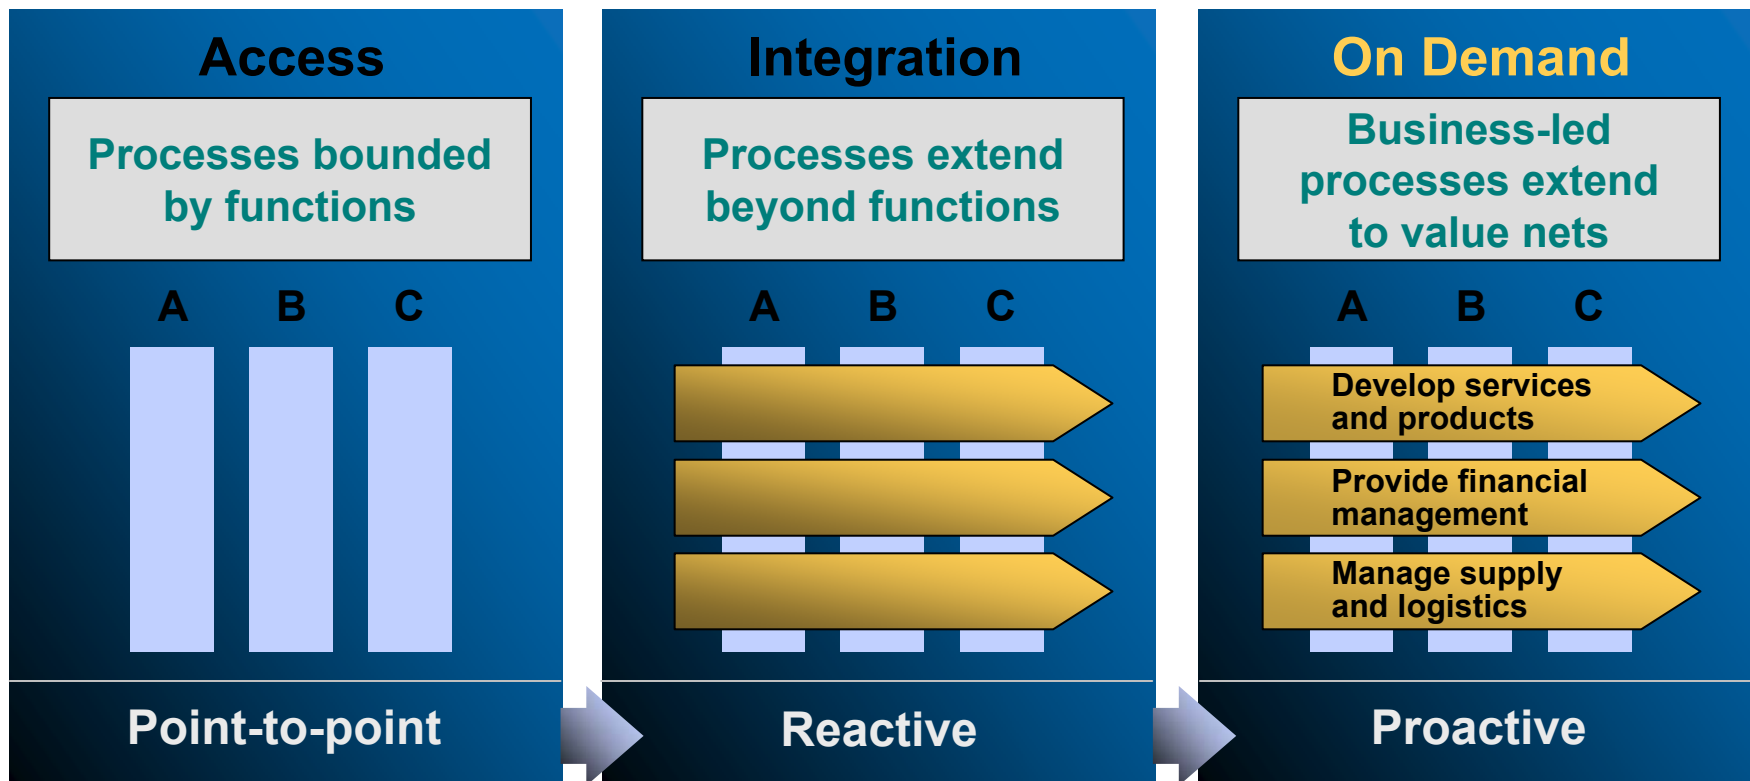 Access
Processes bounded
by functions
A B C
Point-to-point
Integration
Processes extend
beyond functions
A B C
Reactive
On Demand
Business-led
processes extend
to value nets
A B C
Develop services
and products
Provide financial
management
Manage supply
and logistics
Proactive